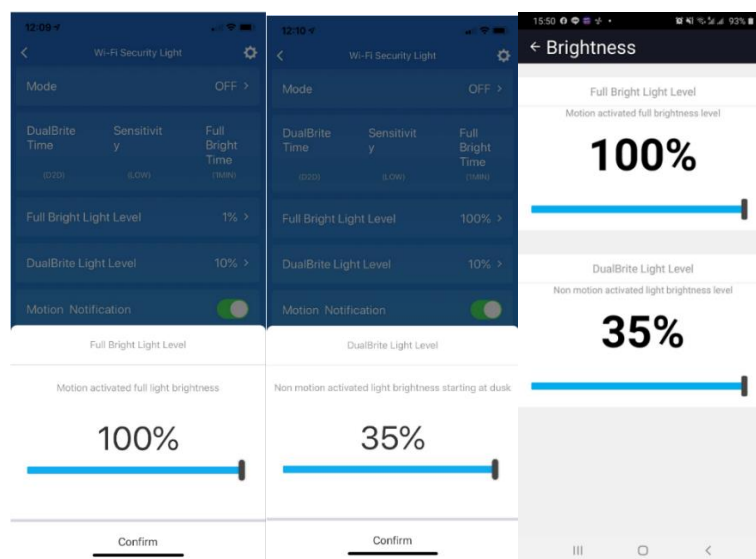 12:09
Wi-Fi Security Light
Mode OFF >
DualBrite Time Sensitivit y Full Bright Time
(D2D) (LOW) (1MIN)
Full Bright Light Level 1% >
DualBrite Light Level 10% >
Motion Notification
Full Bright Light Level
Motion activated full light brightness
100%
Confirm
12:10
Wi-Fi Security Light
Mode OFF >
DualBrite Time Sensitivit y Full Bright Time
(D2D) (LOW) (1MIN)
Full Bright Light Level 100% >
DualBrite Light Level 10% >
Motion Notification
DualBrite Light Level
Non motion activated light brightness starting at dusk
35%
Confirm
15:50 93%
Brightness
Full Bright Light Level
Motion activated full brightness level
100%
DualBrite Light Level
Non motion activated light brightness level
35%